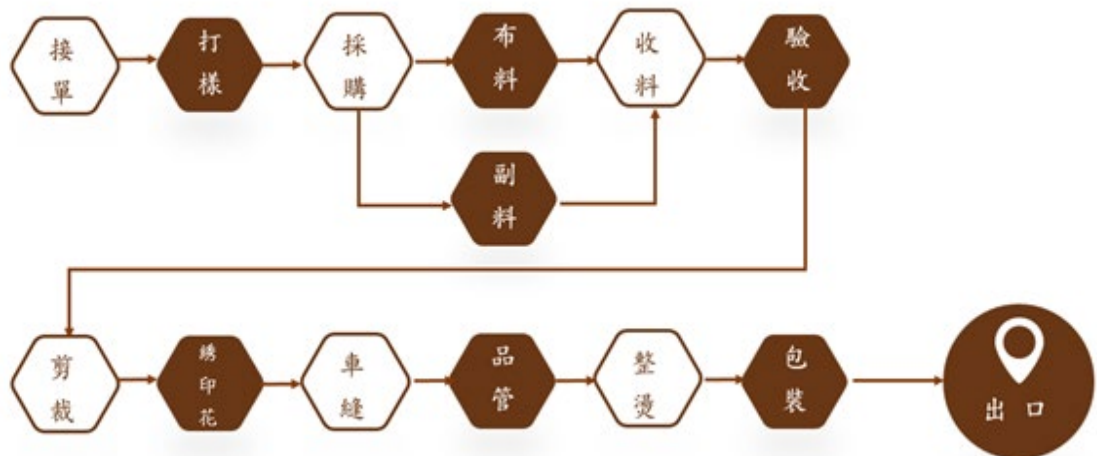 接單
打樣
採購
布料
收料
驗收
副料
剪裁
綉印花
車縫
品管
整燙
包裝
出口